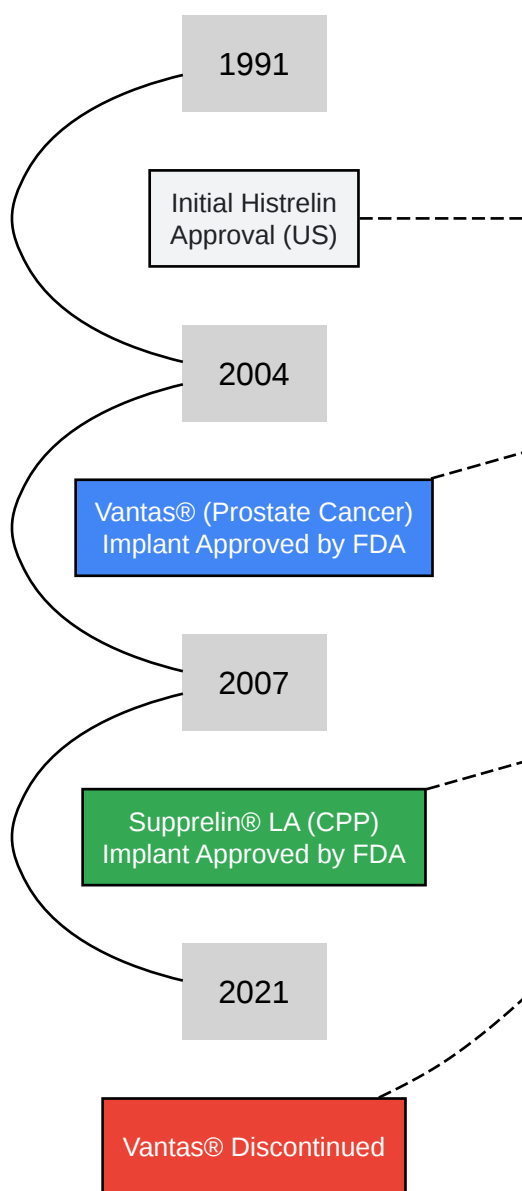 1991
Initial Histrelin
Approval (US)
2004
Vantas® (Prostate Cancer)
Implant Approved by FDA
2007
Supprelin® LA (CPP)
Implant Approved by FDA
2021
Vantas® Discontinued